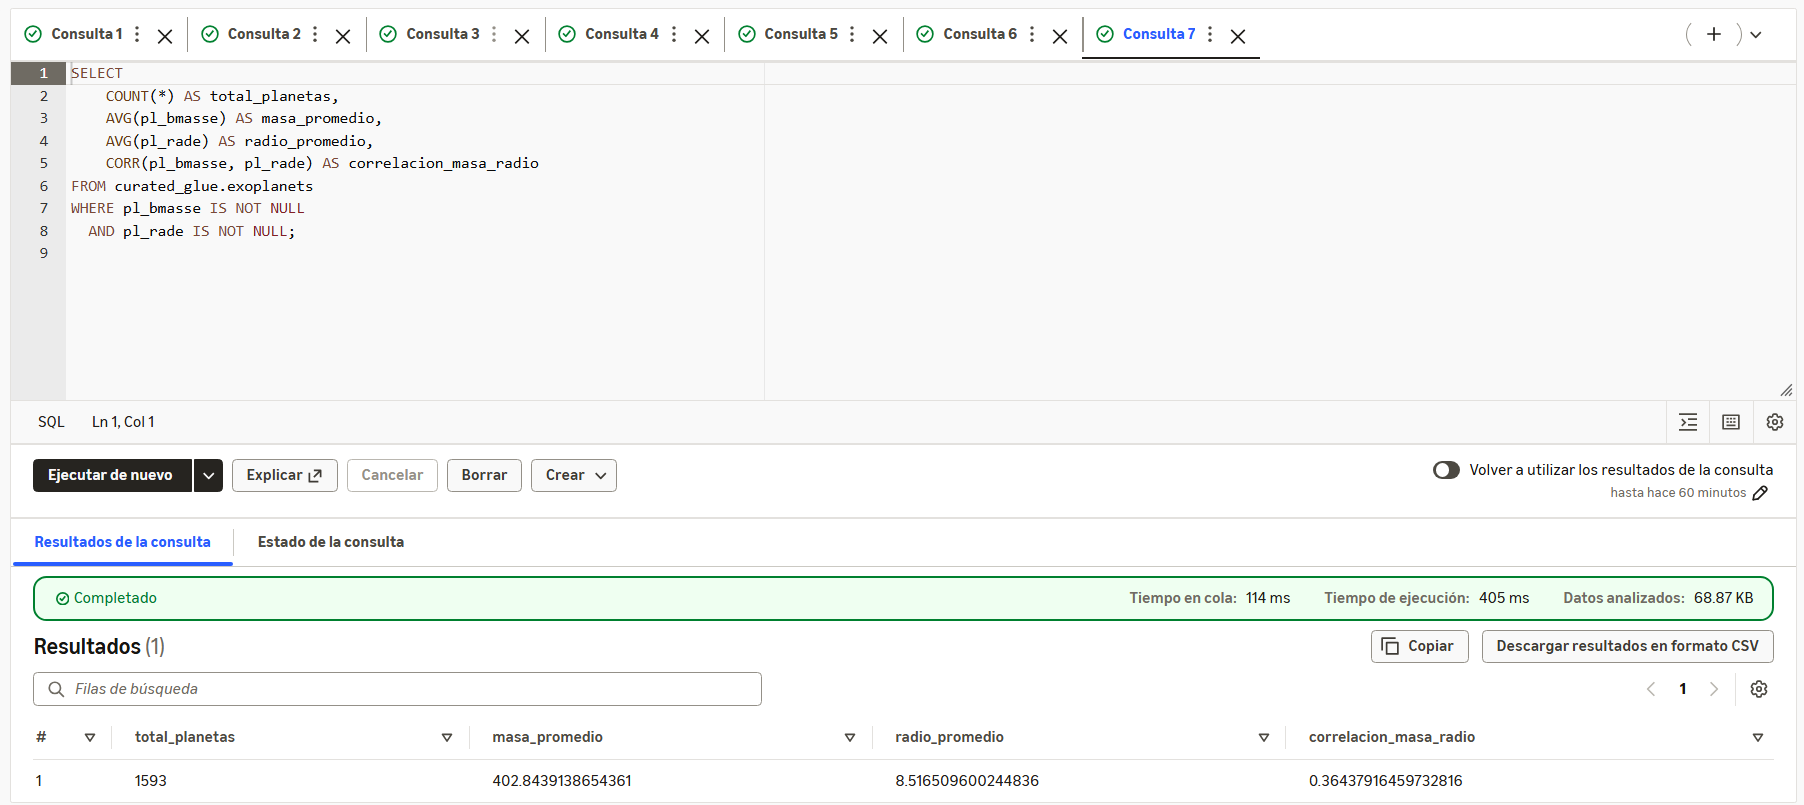 Consulta 1 Consulta 2 Consulta 3 Consulta 4 Consulta 5 Consulta 6 Consulta 7
1 SELECT
2 COUNT(*) AS total_planetas,
3 AVG(pl_bmasse) AS masa_promedio,
4 AVG(pl_rade) AS radio_promedio,
5 CORR(pl_bmasse, pl_rade) AS correlacion_masa_radio
6 FROM curated_glue.exoplanets
7 WHERE pl_bmasse IS NOT NULL
8 AND pl_rade IS NOT NULL;
9
SQL Ln 1, Col 1
Ejecutar de nuevo Explicar Cancelar Borrar Crear Volver a utilizar los resultados de la consulta
hasta hace 60 minutos
Resultados de la consulta Estado de la consulta
Completado Tiempo en cola: 114 ms Tiempo de ejecución: 405 ms Datos analizados: 68.87 KB
Resultados (1) Copiar Descargar resultados en formato CSV
Filas de búsqueda 1
# total_planetas masa_promedio radio_promedio correlacion_masa_radio
1 1593 402.8439138654361 8.516509600244836 0.36437916459732816